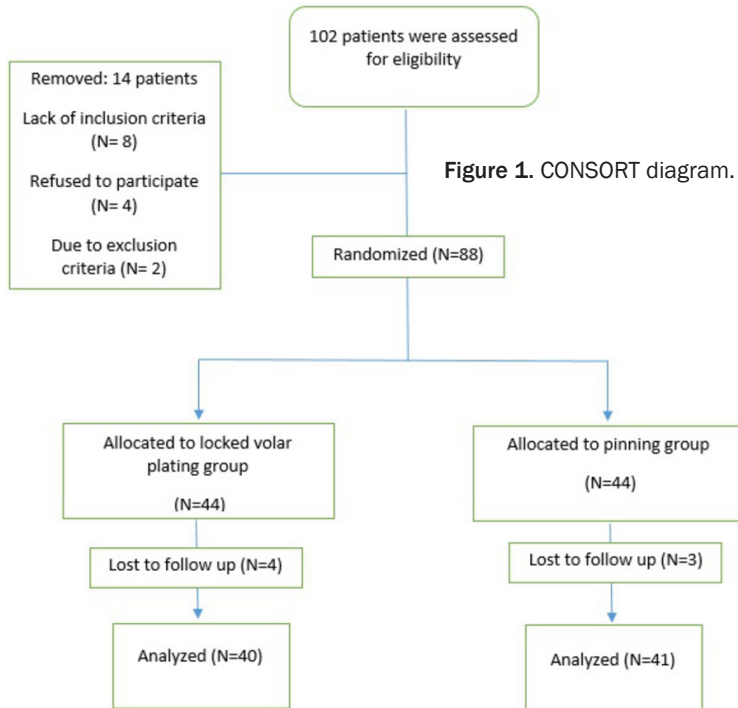 102 patients were assessed
for eligibility
Removed: 14 patients
Lack of inclusion criteria
(N= 8)
Refused to participate
(N= 4)
Due to exclusion
criteria (N= 2)
Figure 1. CONSORT diagram.
Randomized (N=88)
Allocated to locked volar
plating group
(N=44)
Allocated to pinning group
(N=44)
Lost to follow up (N=4)
Lost to follow up (N=3)
Analyzed (N=40)
Analyzed (N=41)